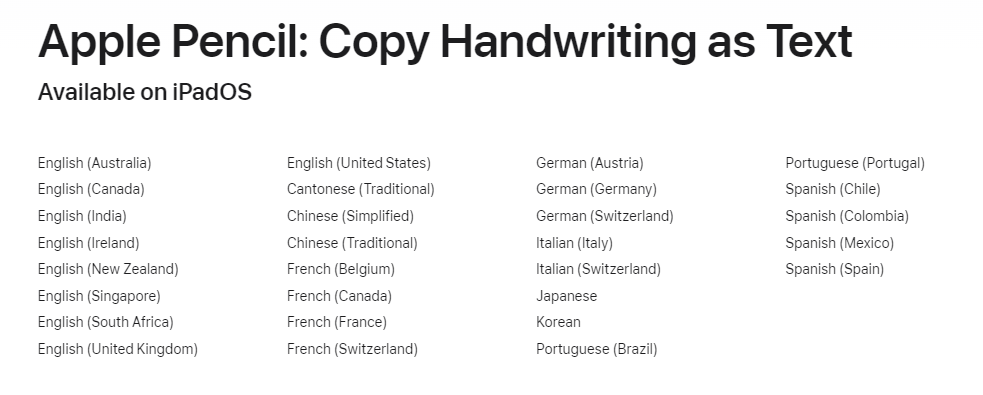 Apple Pencil: Copy Handwriting as Text
Available on iPadOS
English (Australia)
English (Canada)
English (India)
English (Ireland)
English (New Zealand)
English (Singapore)
English (South Africa)
English (United Kingdom)
English (United States)
Cantonese (Traditional)
Chinese (Simplified)
Chinese (Traditional)
French (Belgium)
French (Canada)
French (France)
French (Switzerland)
German (Austria)
German (Germany)
German (Switzerland)
Italian (Italy)
Italian (Switzerland)
Japanese
Korean
Portuguese (Brazil)
Portuguese (Portugal)
Spanish (Chile)
Spanish (Colombia)
Spanish (Mexico)
Spanish (Spain)